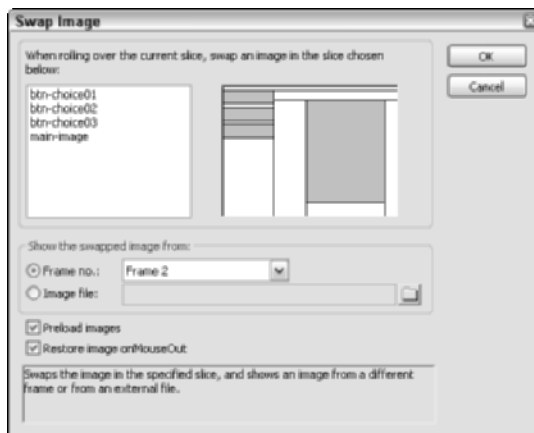 Swap Image
When rolling over the current slice, swap an image in the slice chosen
below:
OK
Cancel
btn-choice01
btn-choice02
btn-choice03
main-image
Show the swapped image from:
Frame no.:
Frame 2
Image file:
Preload images
Restore image onMouseOut
Swaps the image in the specified slice, and shows an image from a different
frame or from an external file.